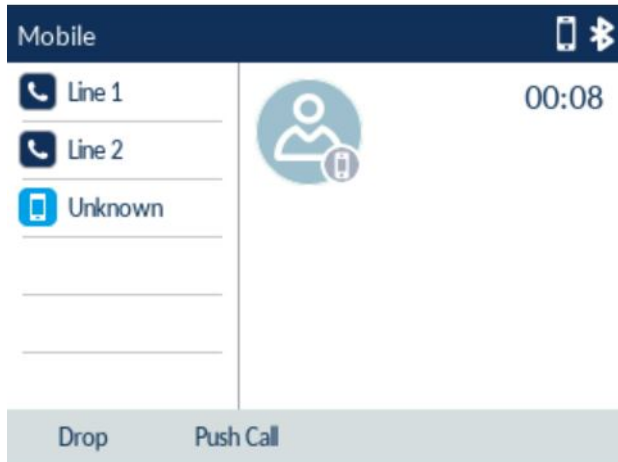 Mobile
Line 1
00:08
Line 2
Unknown
Drop Push Call